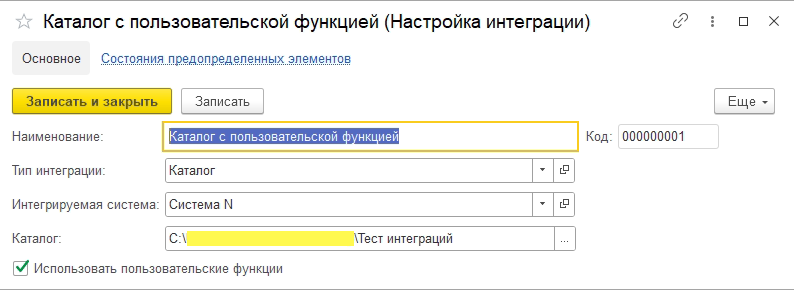 Каталог с пользовательской функцией (Настройка интеграции)
Основное Состояния предопределенных элементов
Записать и закрыть Записать Еще
Наименование: Каталог с пользовательской функцией Код: 000000001
Тип интеграции: Каталог
Интегрируемая система: Система N
Каталог: C:\ \Тест интеграций ...
Использовать пользовательские функции